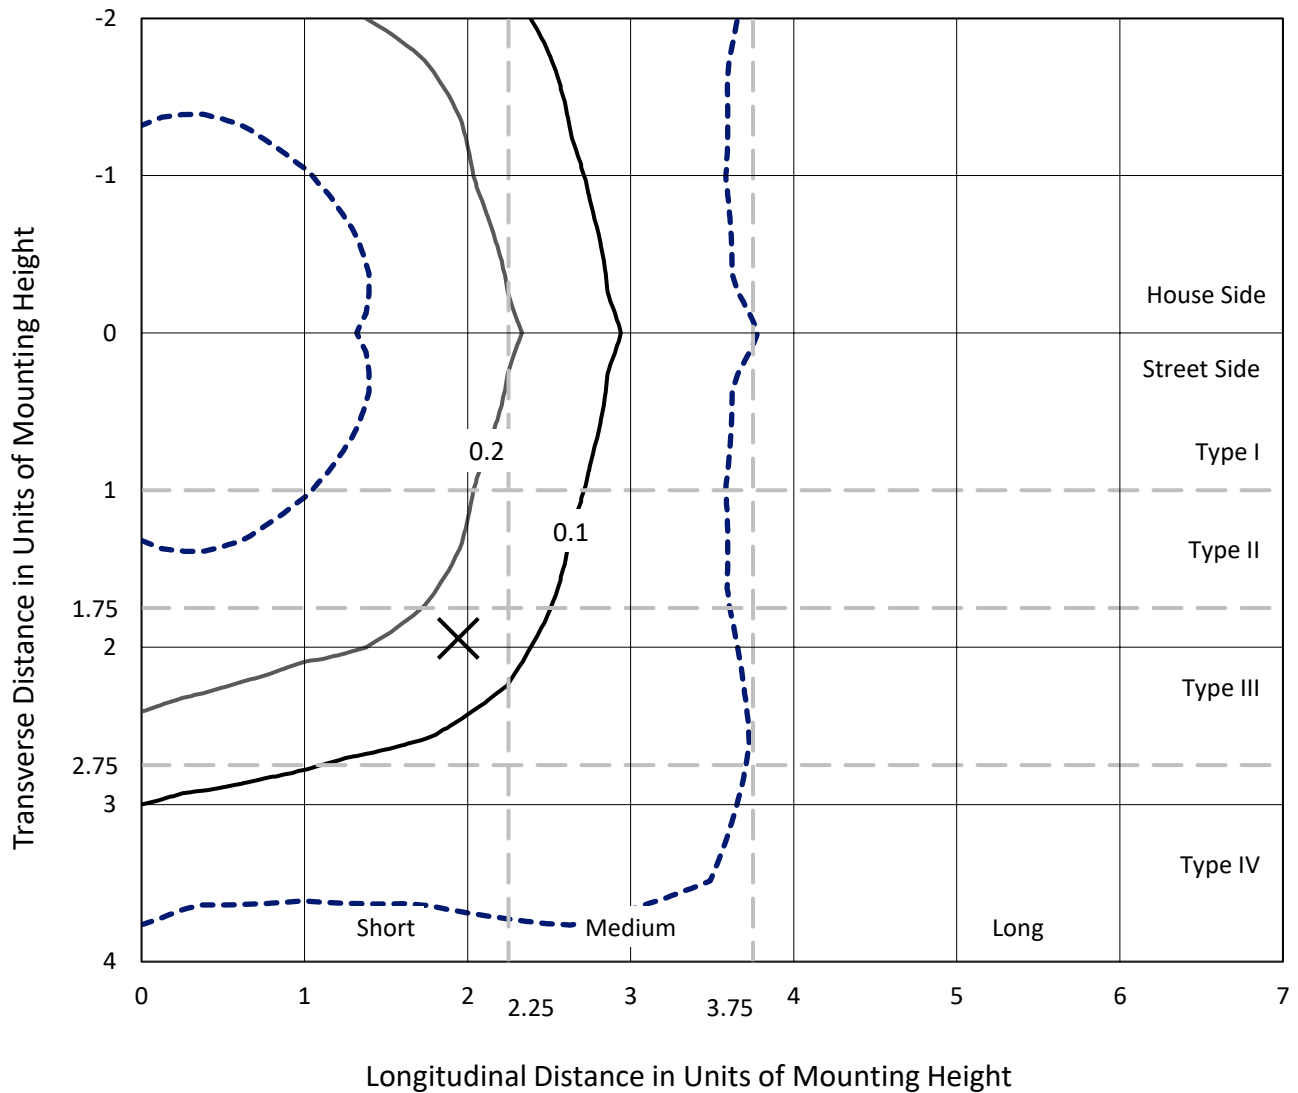 -2
-1
House Side
0
Street Side
Type I
0.2
1
0.1
Type II
1.75
2
Type III
2.75
3
Type IV
Short
Medium
Long
4
0
1
2
2.25
3
3.75
4
5
6
7
Transverse Distance in Units of Mounting Height
Longitudinal Distance in Units of Mounting Height